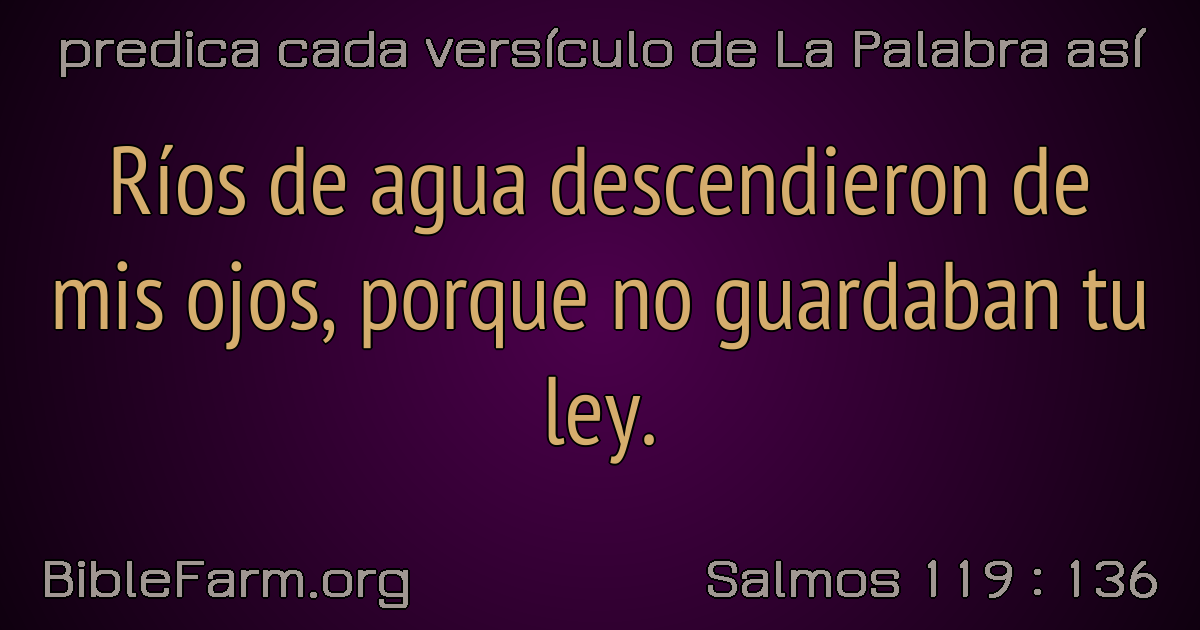 predica cada versículo de La Palabra así
Ríos de agua descendieron de
mis ojos, porque no guardaban tu
ley.
BibleFarm.org
Salmos 119 : 136